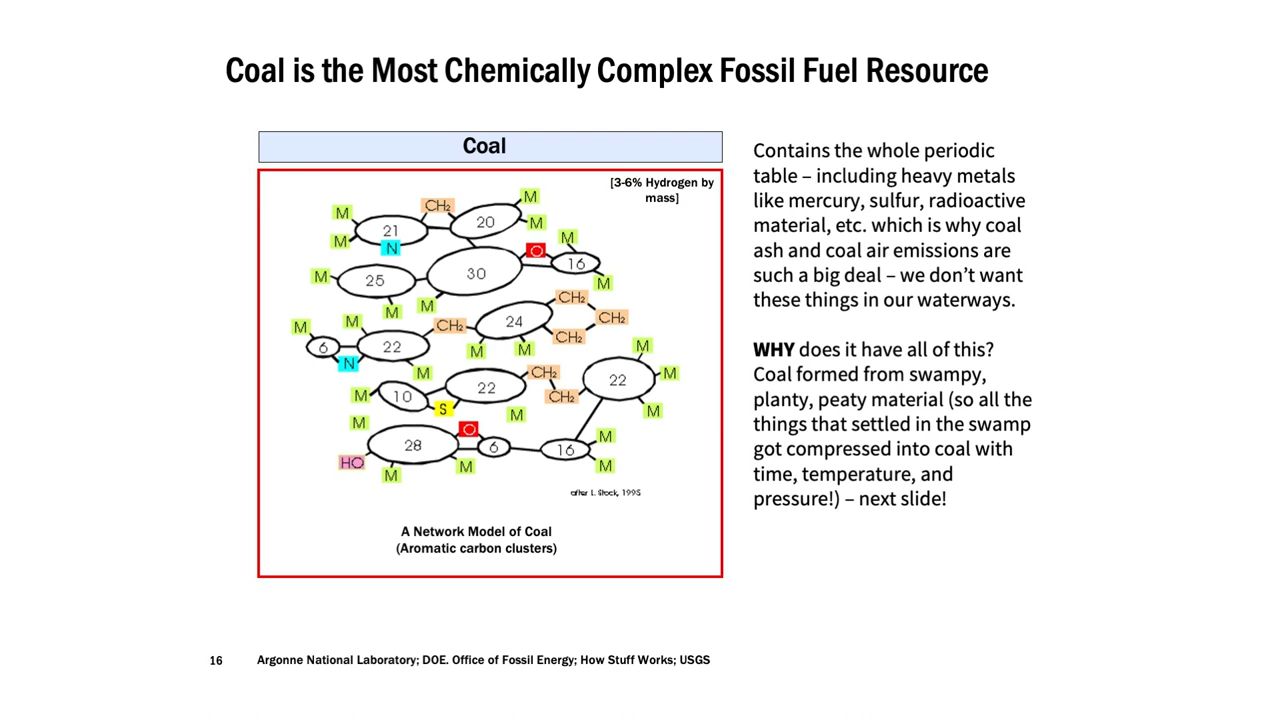 Coal is the Most Chemically Complex Fossil Fuel Resource
Coal
[3-6% Hydrogen by
mass]
M
CH₂
M
20
M
21
M
N
M
O
16
M
30
M
25
M
M
CH₂
M
M
CH₂
24
CH₂
CH₂
6
22
N
M
M
M
M
22
M
M
CH₂
22
CH₂
M
10
S
M
M
O
28
6
16
M
M
HO
M
M
after L. Stock, 1995
A Network Model of Coal
(Aromatic carbon clusters)
Contains the whole periodic
table – including heavy metals
like mercury, sulfur, radioactive
material, etc. which is why coal
ash and coal air emissions are
such a big deal – we don’t want
these things in our waterways.
WHY does it have all of this?
Coal formed from swampy,
planty, peaty material (so all the
things that settled in the swamp
got compressed into coal with
time, temperature, and
pressure!) – next slide!
16
Argonne National Laboratory; DOE. Office of Fossil Energy; How Stuff Works; USGS